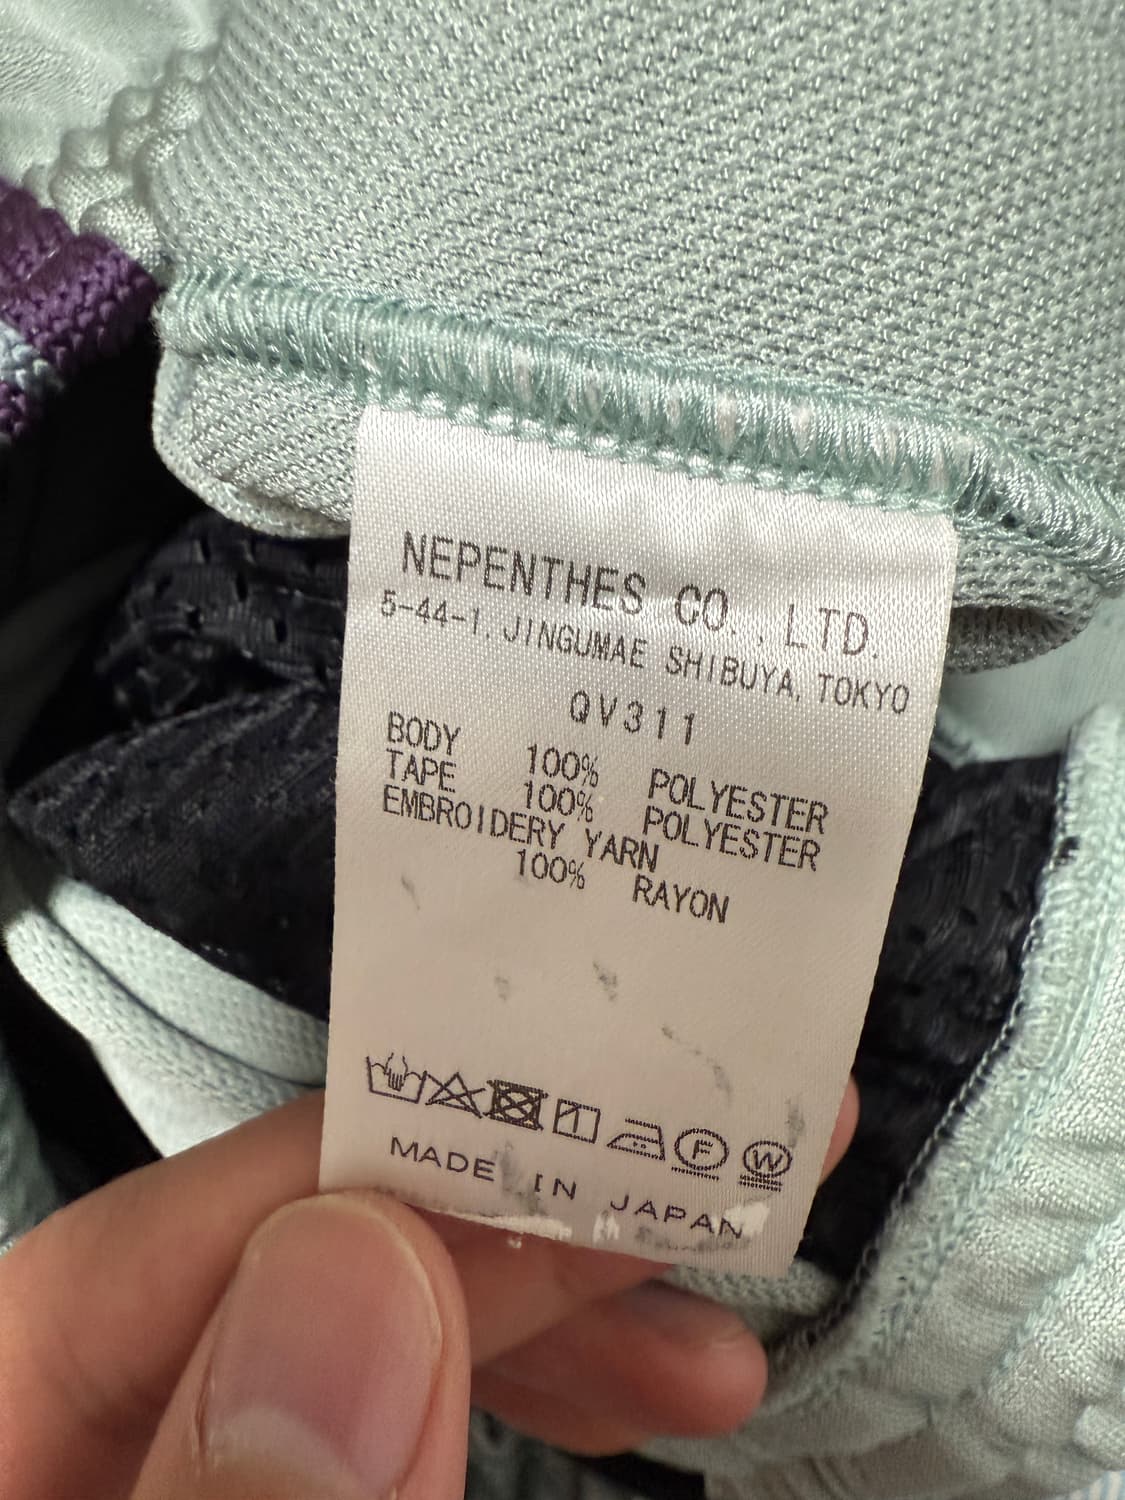 NEPENTHES CO., LTD.
5-44-1, JINGUMAE SHIBUYA, TOKYO
QV311
BODY 100% POLYESTER
TAPE 100% POLYESTER
EMBROIDERY YARN
100% RAYON
F W
MADE IN JAPAN